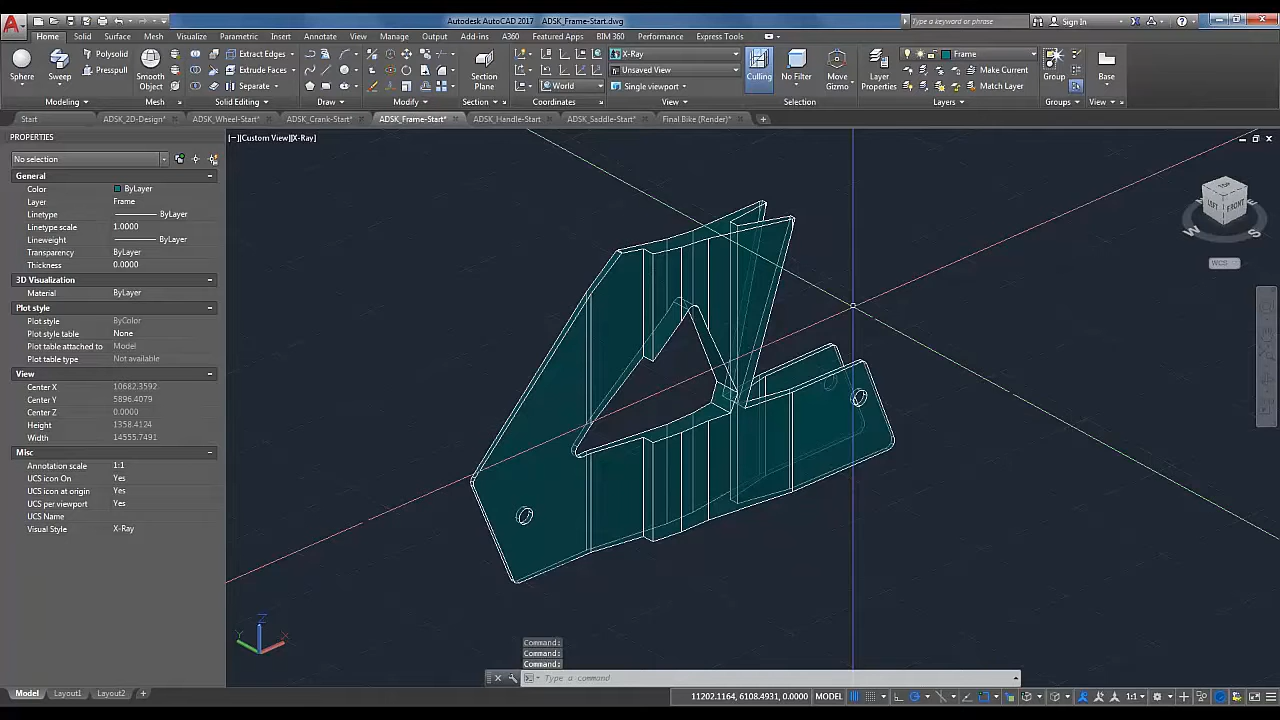 Autodesk AutoCAD 2017 ADSK_Frame-Start.dwg
Type a keyword or phrase
Sign In
Home Solid Surface Mesh Visualize Parametric Insert Annotate View Manage Output Add-ins A360 Featured Apps BIM 360 Performance Express Tools
Sphere
Sweep
Polysolid
Presspull
Smooth Object
Extract Edges
Extrude Faces
Separate
Section Plane
World
X-Ray
Unsaved View
Single viewport
Culling
No Filter
Move Gizmo
Layer Properties
Frame
Make Current
Match Layer
Group
Base
Modeling Mesh Solid Editing Draw Modify Section Coordinates View Selection Layers Groups View
Start ADSK_2D-Design* ADSK_Wheel-Start* ADSK_Crank-Start* ADSK_Frame-Start* ADSK_Handle-Start ADSK_Saddle-Start* Final Bike (Render)*
PROPERTIES
[−][Custom View][X-Ray]
No selection
General
Color ByLayer
Layer Frame
Linetype ByLayer
Linetype scale 1.0000
Lineweight ByLayer
Transparency ByLayer
Thickness 0.0000
3D Visualization
Material ByLayer
Plot style
Plot style ByColor
Plot style table None
Plot table attached to Model
Plot table type Not available
View
Center X 10682.3592
Center Y 5896.4079
Center Z 0.0000
Height 1358.4124
Width 14555.7491
Misc
Annotation scale 1:1
UCS icon On Yes
UCS icon at origin Yes
UCS per viewport Yes
UCS Name
Visual Style X-Ray
TOP
LEFT FRONT
W S
WCS
Z
Y X
Command:
Command:
Command:
Type a command
Model Layout1 Layout2
11202.1164, 6108.4931, 0.0000 MODEL 1:1